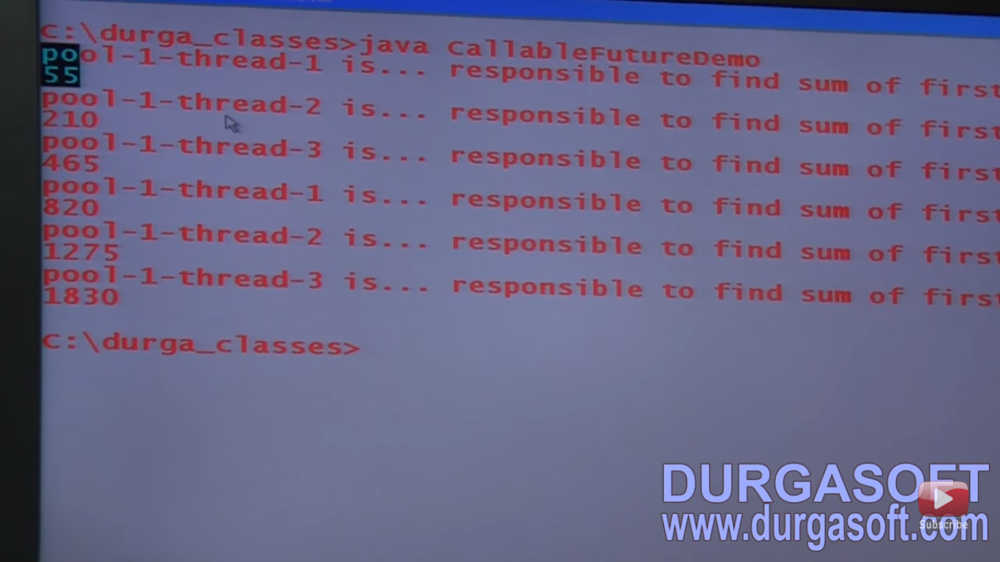 C:\durga_classes>java CallableFutureDemo
pool-1-thread-1 is... responsible to find sum of first
55
pool-1-thread-2 is... responsible to find sum of first
210
pool-1-thread-3 is... responsible to find sum of first
465
pool-1-thread-1 is... responsible to find sum of first
820
pool-1-thread-2 is... responsible to find sum of first
1275
pool-1-thread-3 is... responsible to find sum of first
1830
C:\durga_classes>
DURGASOFT
www.durgasoft.com
Subscribe